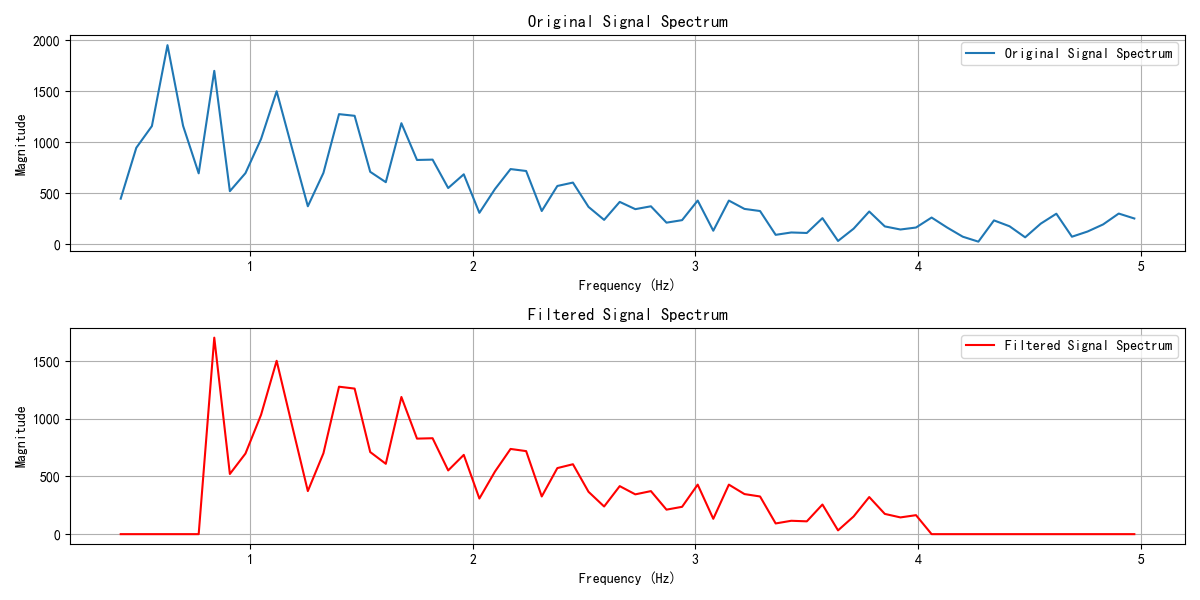 Original Signal Spectrum
2000
1500
1000
500
0
Magnitude
Original Signal Spectrum
1 2 3 4 5
Frequency (Hz)
Filtered Signal Spectrum
1500
1000
500
0
Magnitude
Filtered Signal Spectrum
1 2 3 4 5
Frequency (Hz)